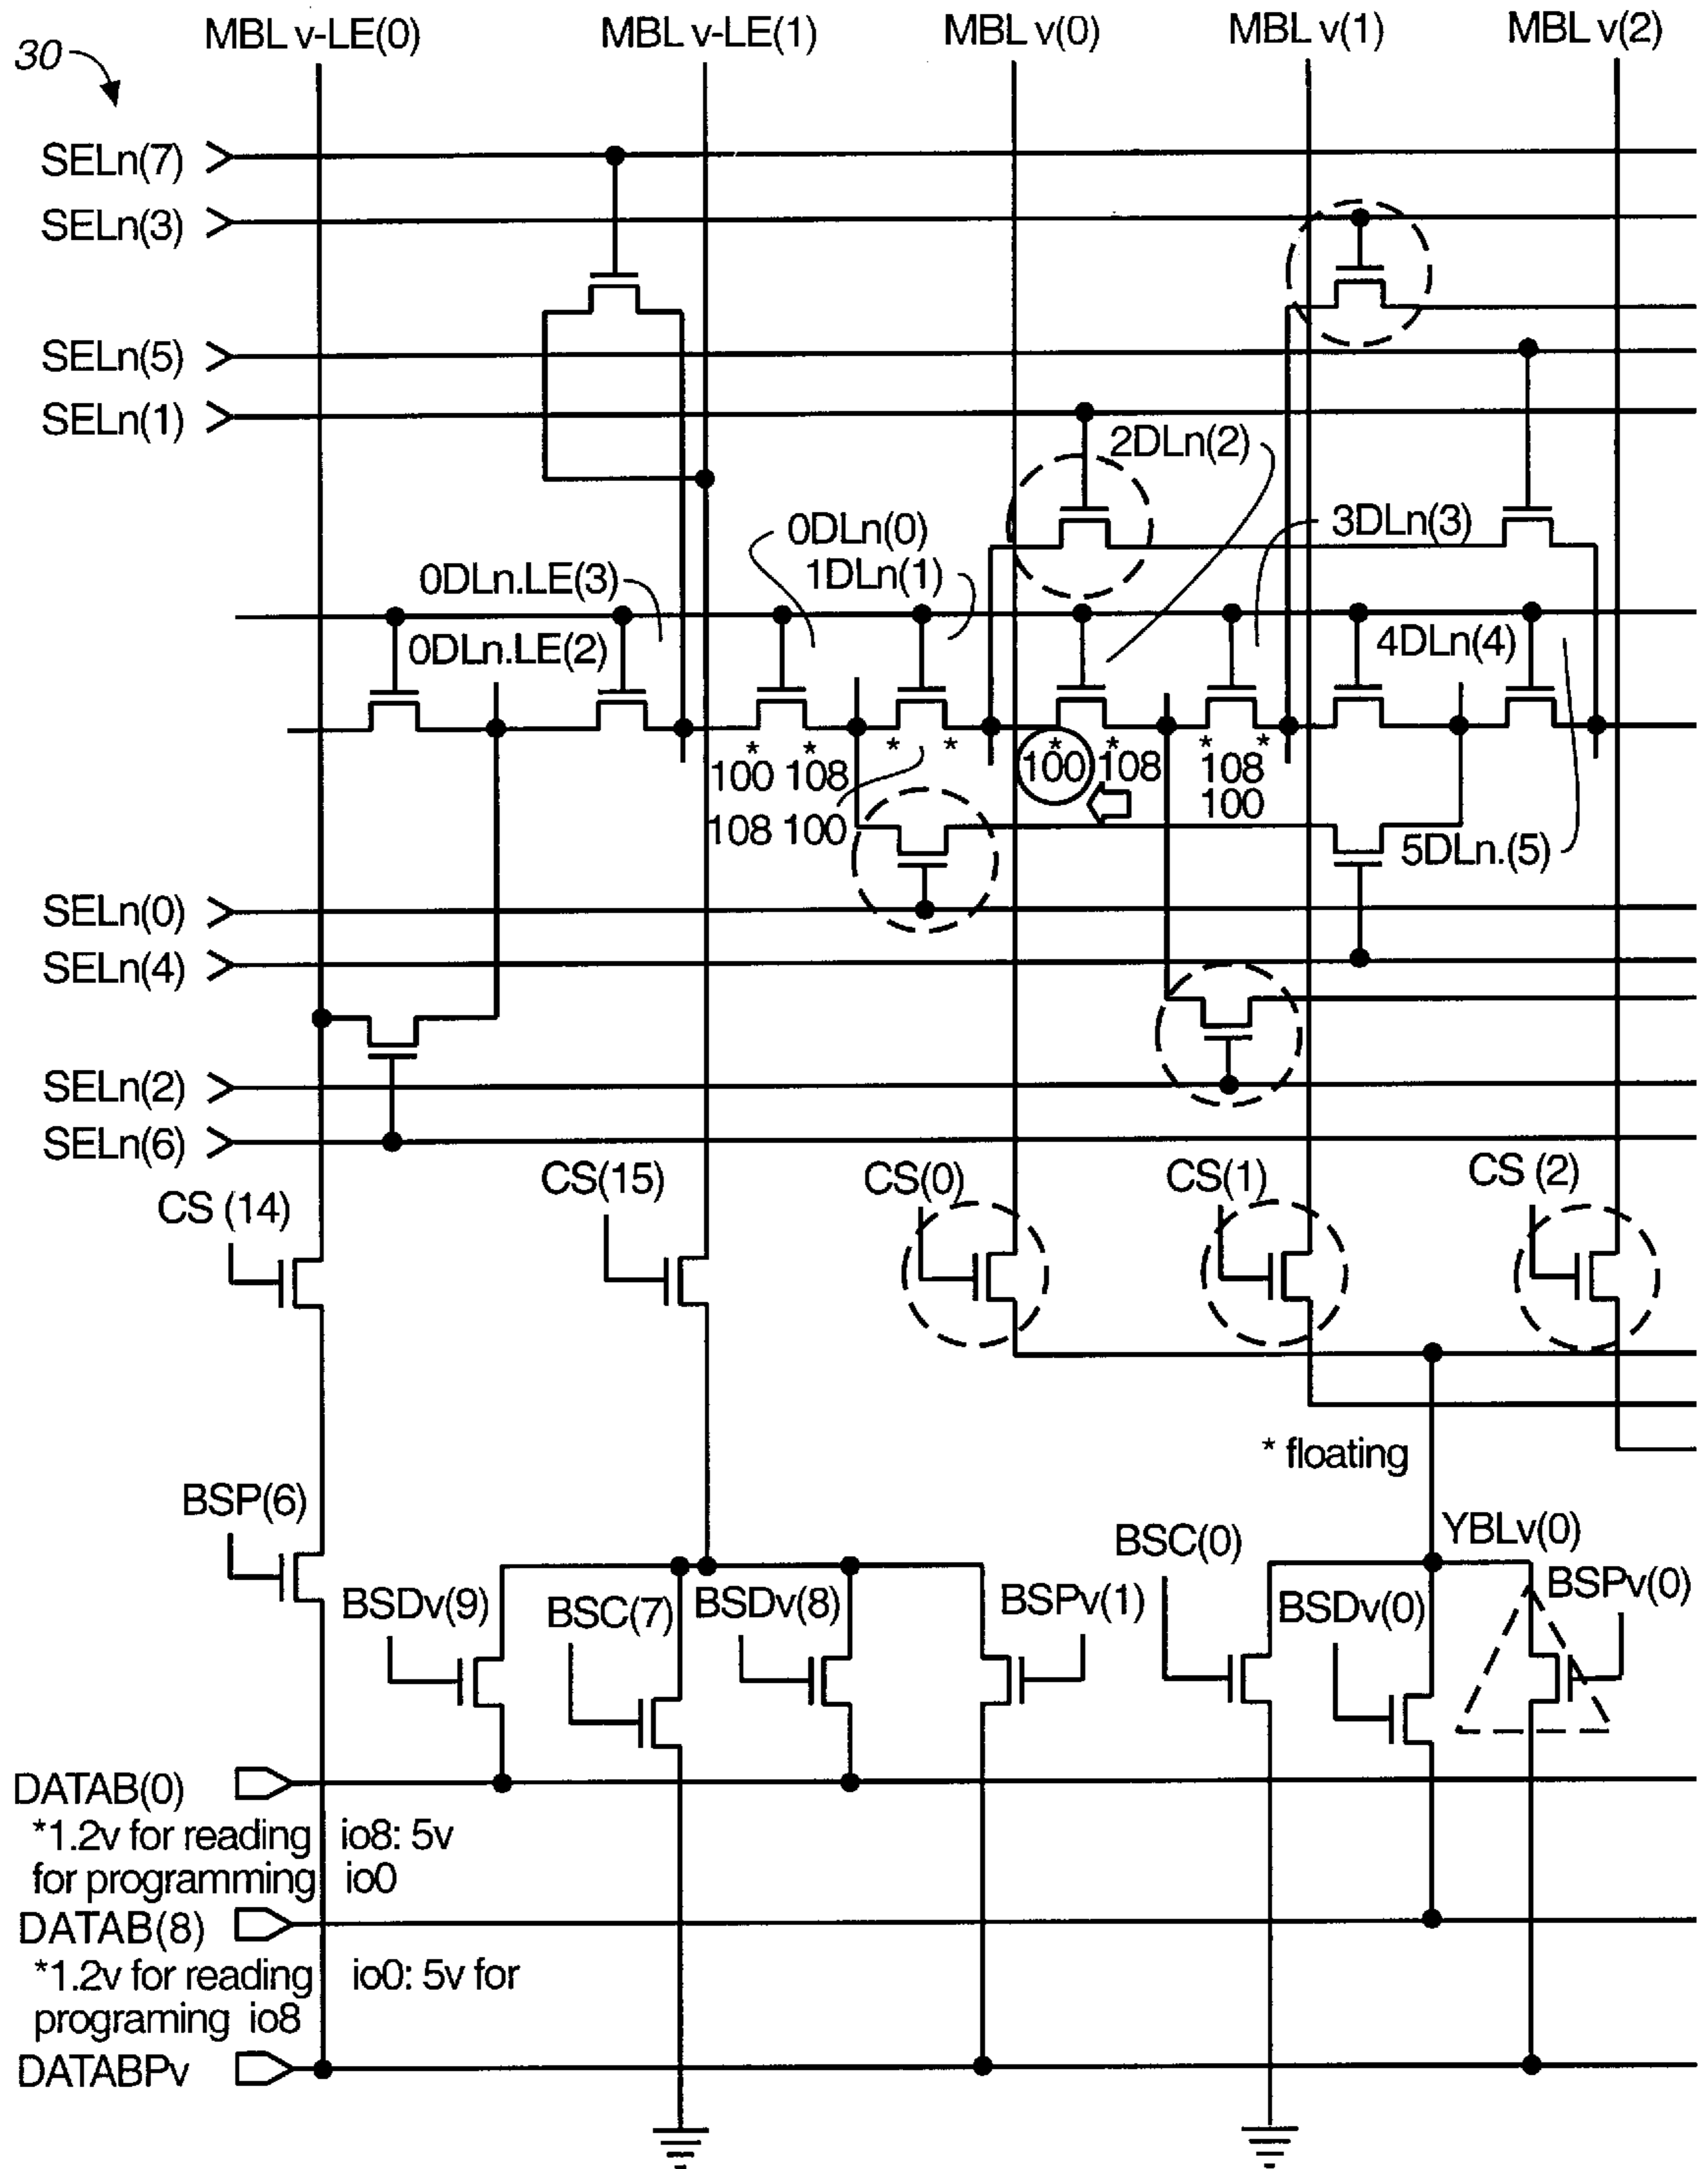 MBL v-LE(0)
MBL v-LE(1)
MBL v(0)
MBL v(1)
MBL v(2)
30
SELn(7)
SELn(3)
SELn(5)
SELn(1)
2DLn(2)
0DLn(0)
3DLn(3)
0DLn.LE(3)
1DLn(1)
0DLn.LE(2)
4DLn(4)
* * * * * * * *
100 108
100 108
108
100
108 100
5DLn.(5)
SELn(0)
SELn(4)
SELn(2)
SELn(6)
CS (14)
CS(15)
CS(0)
CS(1)
CS (2)
* floating
BSP(6)
BSC(0)
YBLv(0)
BSDv(9)
BSC(7)
BSDv(8)
BSPv(1)
BSDv(0)
BSPv(0)
DATAB(0)
*1.2v for reading io8: 5v
for programming io0
DATAB(8)
*1.2v for reading io0: 5v for
programing io8
DATABPv